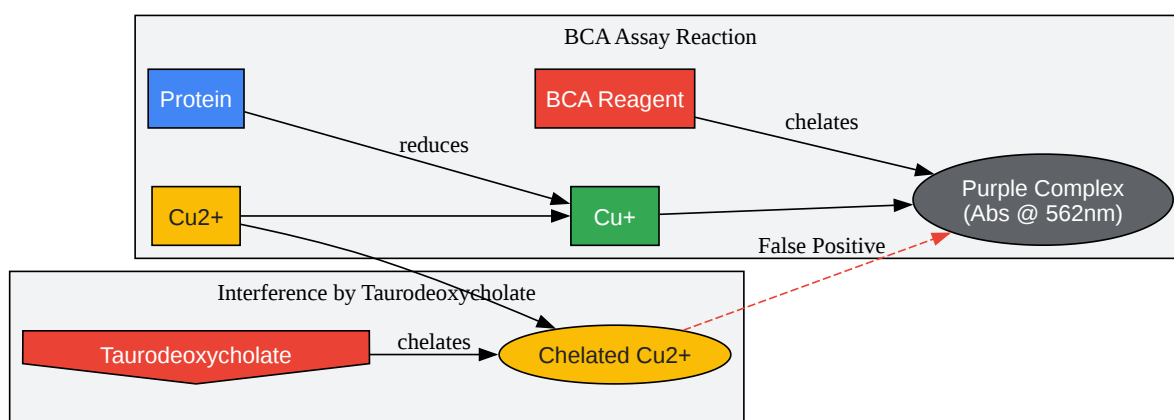 BCA Assay Reaction
Protein
BCA Reagent
chelates
reduces
Cu2+
Cu+
Purple Complex
(Abs @ 562nm)
False Positive
Interference by Taurodeoxycholate
Taurodeoxycholate
chelates
Chelated Cu2+